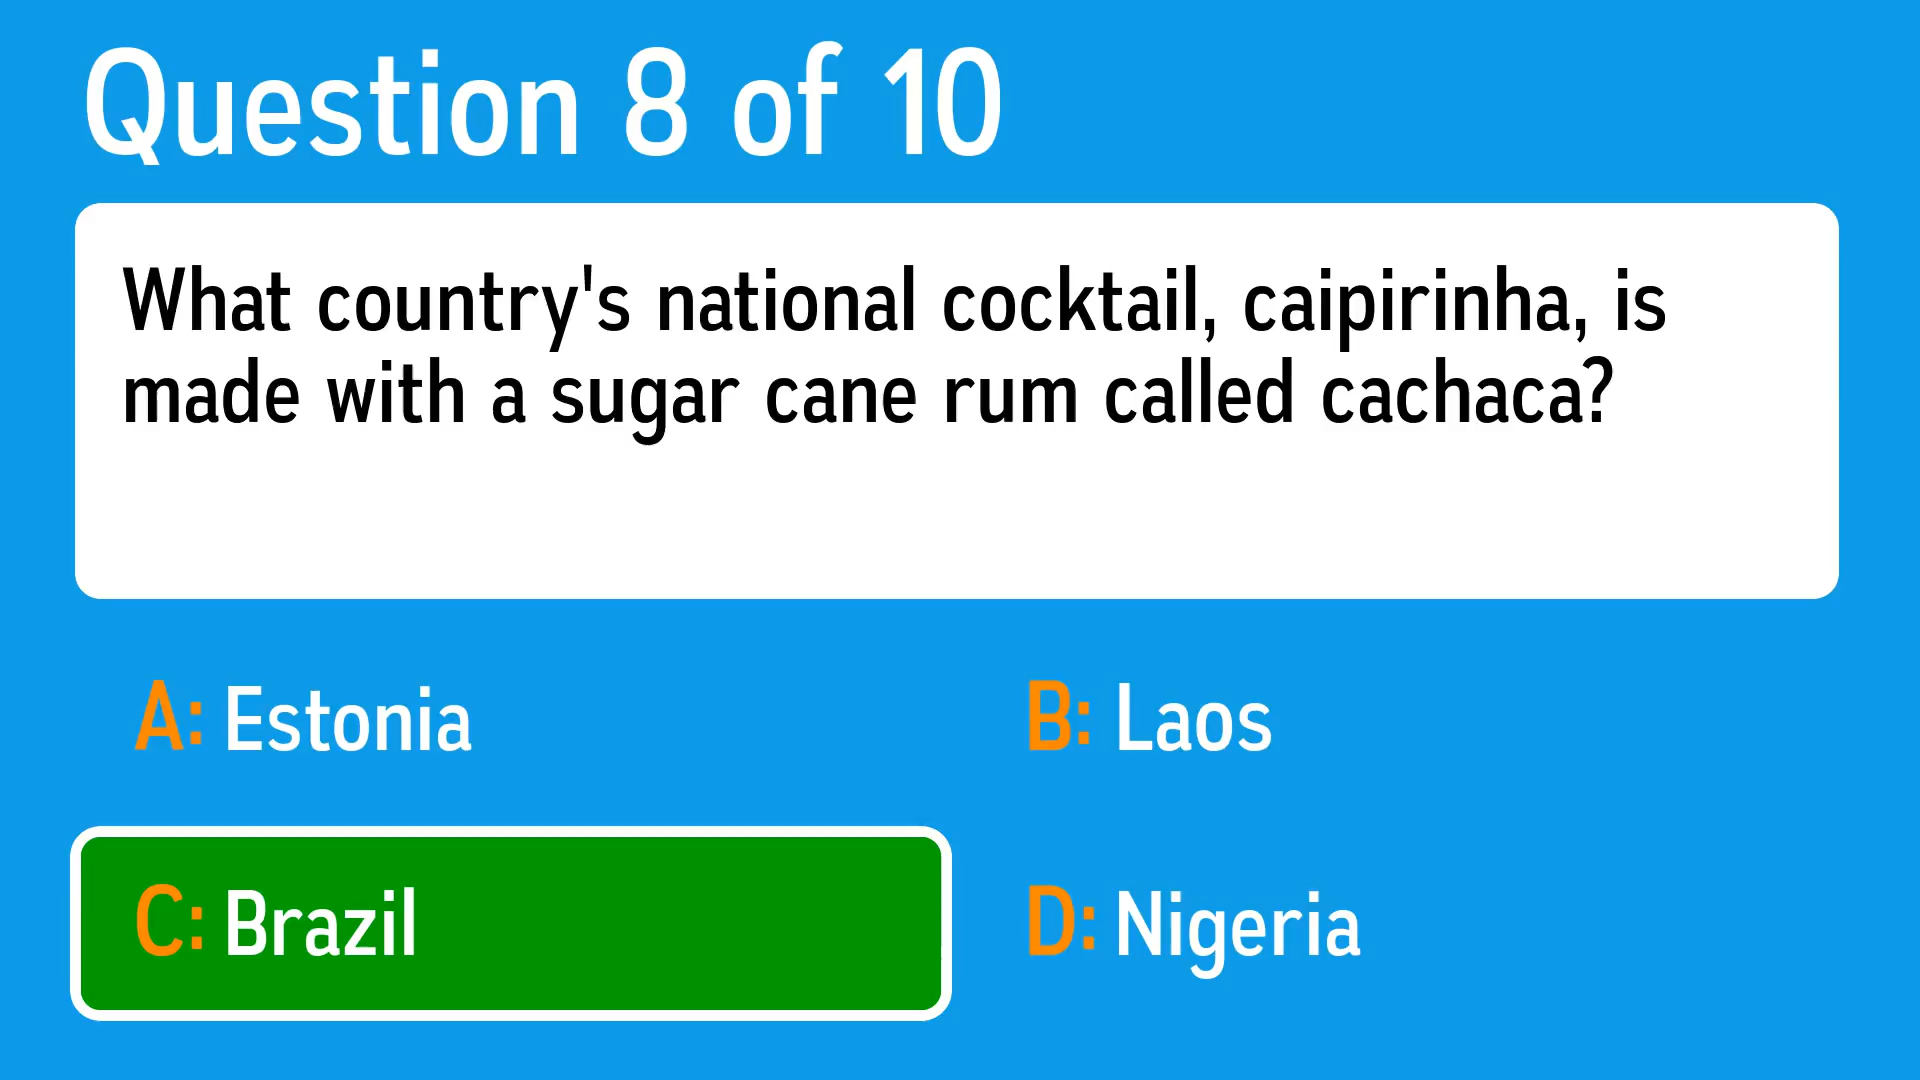 Question 8 of 10
What country's national cocktail, caipirinha, is
made with a sugar cane rum called cachaca?
A: Estonia
B: Laos
C: Brazil
D: Nigeria